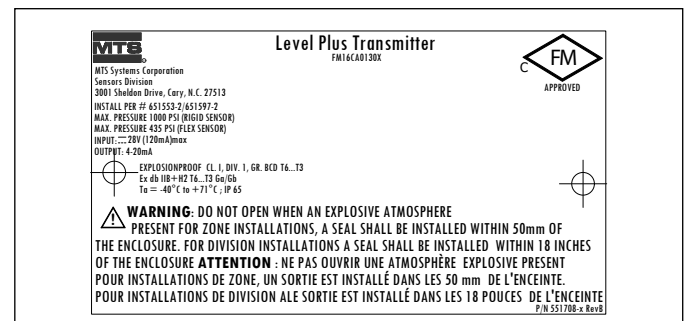 MTS
Level Plus Transmitter
FM16CA0130X
C FM
APPROVED
MTS Systems Corporation
Sensors Division
3001 Sheldon Drive, Cary, N.C. 27513
INSTALL PER # 651553-2/651597-2
MAX. PRESSURE 1000 PSI (RIGID SENSOR)
MAX. PRESSURE 435 PSI (FLEX SENSOR)
INPUT: ⎓ 28V (120mA)max
OUTPUT: 4-20mA
EXPLOSIONPROOF CL. I, DIV. 1, GR. BCD T6...T3
Ex db IIB+H2 T6...T3 Ga/Gb
Ta = -40°C to +71°C ; IP 65
WARNING: DO NOT OPEN WHEN AN EXPLOSIVE ATMOSPHERE
PRESENT FOR ZONE INSTALLATIONS, A SEAL SHALL BE INSTALLED WITHIN 50mm OF
THE ENCLOSURE. FOR DIVISION INSTALLATIONS A SEAL SHALL BE INSTALLED WITHIN 18 INCHES
OF THE ENCLOSURE ATTENTION : NE PAS OUVRIR UNE ATMOSPHÈRE EXPLOSIVE PRESENT
POUR INSTALLATIONS DE ZONE, UN SORTIE EST INSTALLÉ DANS LES 50 mm DE L'ENCEINTE.
POUR INSTALLATIONS DE DIVISION ALE SORTIE EST INSTALLÉ DANS LES 18 POUCES DE L'ENCEINTE
P/N 551708-x RevB